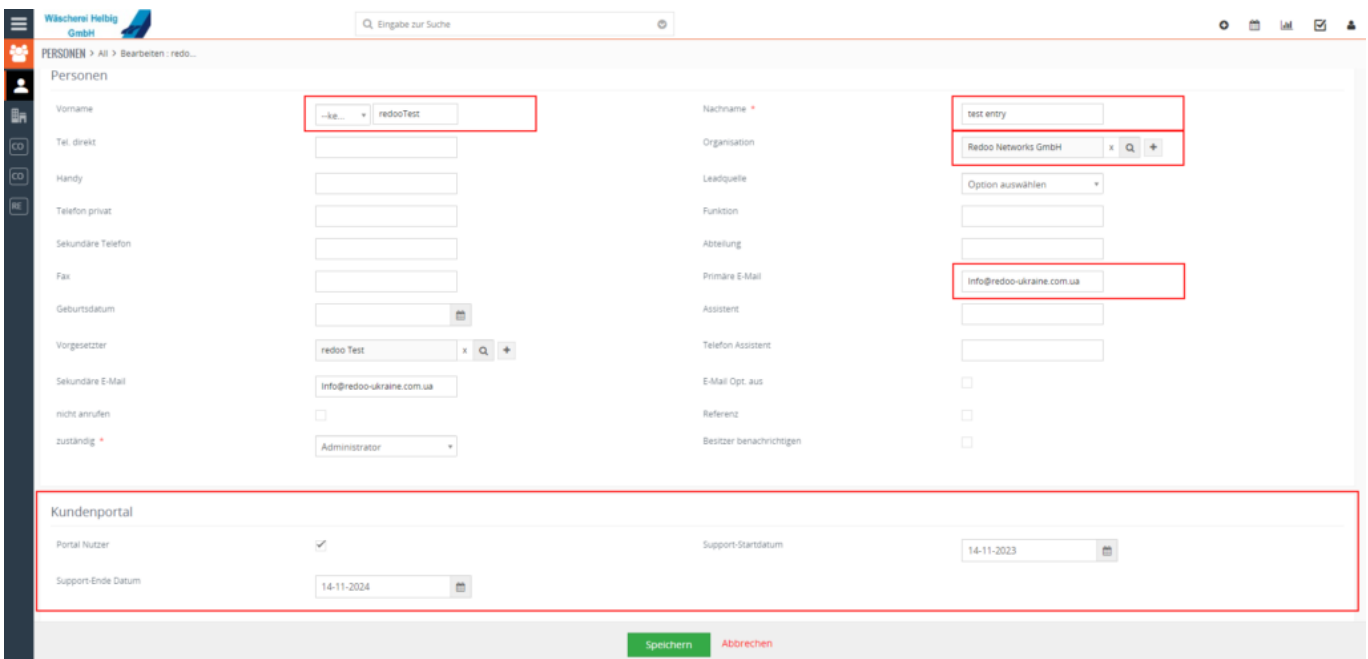 Wäscherei Helbig
GmbH
Eingabe zur Suche
PERSONEN > All > Bearbeiten : redo...
Personen
Vorname
--ke...
redooTest
Nachname *
test entry
Tel. direkt
Organisation
Redoo Networks GmbH
x
CO
Handy
Leadquelle
Option auswählen
CO
Telefon privat
Funktion
RE
Sekundäre Telefon
Abteilung
Fax
Primäre E-Mail
Info@redoo-ukraine.com.ua
Geburtsdatum
Assistent
Vorgesetzter
redoo Test
x
Telefon Assistent
Sekundäre E-Mail
Info@redoo-ukraine.com.ua
E-Mail Opt. aus
nicht anrufen
Referenz
zuständig *
Administrator
Besitzer benachrichtigen
Kundenportal
Portal Nutzer
Support-Startdatum
14-11-2023
Support-Ende Datum
14-11-2024
Speichern
Abbrechen